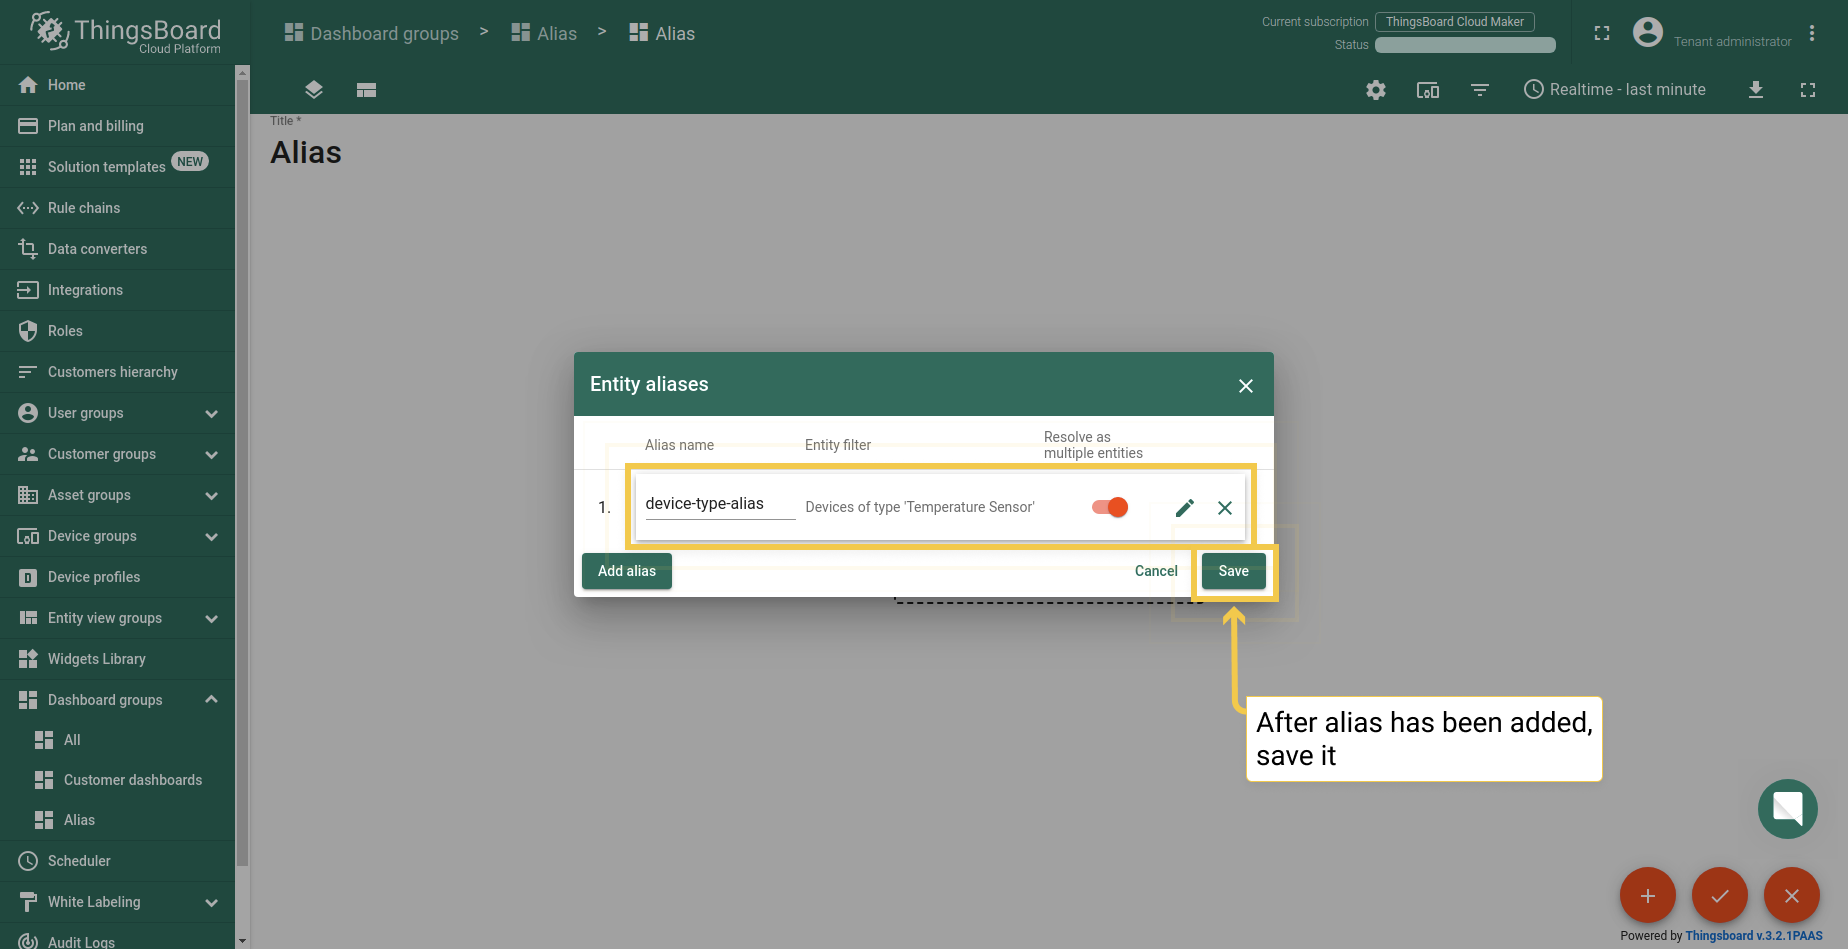 ThingsBoard
Cloud Platform
Dashboard groups > Alias > Alias
Current subscription ThingsBoard Cloud Maker
Status
Tenant administrator
Realtime - last minute
Home
Plan and billing
Solution templates NEW
Rule chains
Data converters
Integrations
Roles
Customers hierarchy
User groups
Customer groups
Asset groups
Device groups
Device profiles
Entity view groups
Widgets Library
Dashboard groups
All
Customer dashboards
Alias
Scheduler
White Labeling
Audit Logs
Title *
Alias
Entity aliases
Alias name Entity filter Resolve as
multiple entities
1. device-type-alias Devices of type 'Temperature Sensor'
Add alias Cancel Save
After alias has been added,
save it
Powered by Thingsboard v.3.2.1PAAS